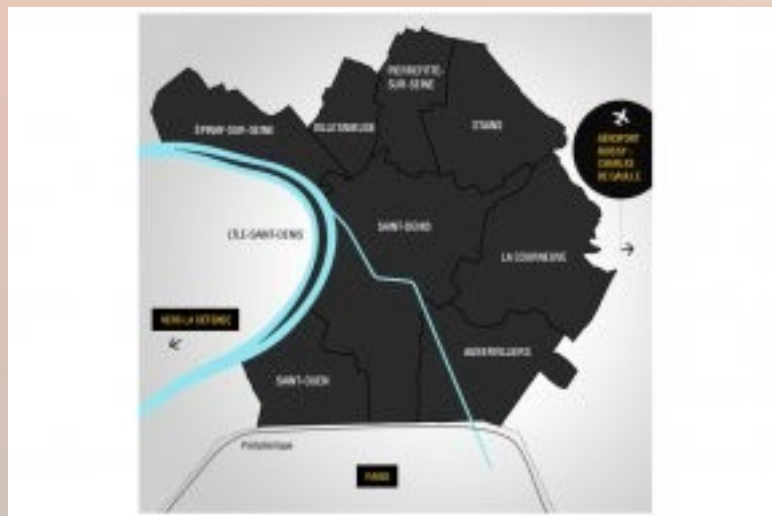 PIERREFITTE-
SUR-SEINE
ÉPINAY-SUR-SEINE
VILLETANEUSE
STAINS
AÉROPORT
ROISSY -
CHARLES
DE GAULLE
L'ÎLE-SAINT-DENIS
SAINT-DENIS
LA COURNEUVE
VERS LA DÉFENSE
AUBERVILLIERS
SAINT-OUEN
Périphérique
PARIS